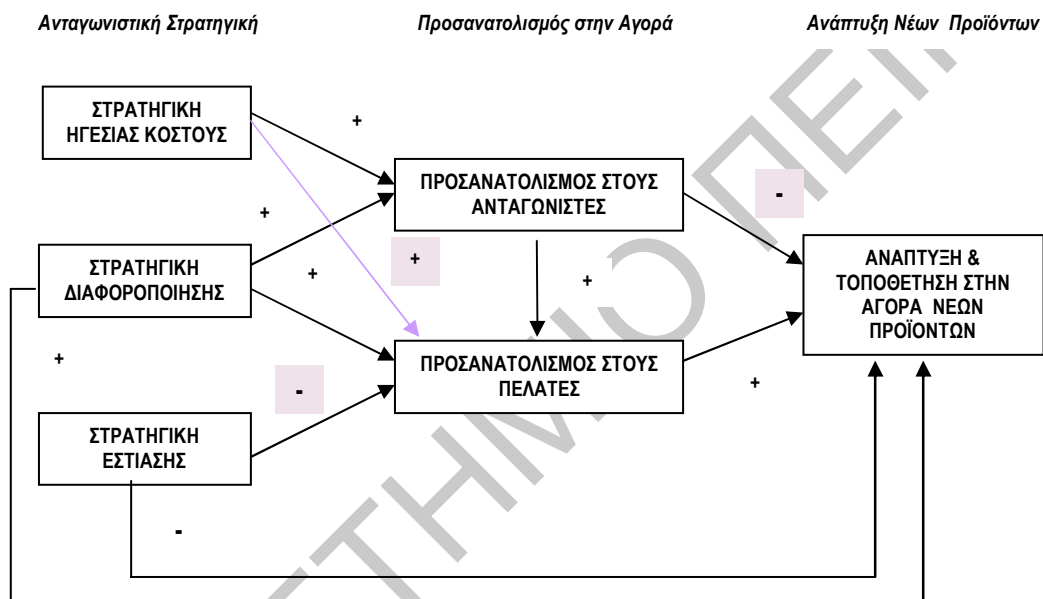 Ανταγωνιστική Στρατηγική
Προσανατολισμός στην Αγορά
Ανάπτυξη Νέων Προϊόντων
ΣΤΡΑΤΗΓΙΚΗ
ΗΓΕΣΙΑΣ ΚΟΣΤΟΥΣ
+
ΠΡΟΣΑΝΑΤΟΛΙΣΜΟΣ ΣΤΟΥΣ
ΑΝΤΑΓΩΝΙΣΤΕΣ
-
+
ΣΤΡΑΤΗΓΙΚΗ
ΔΙΑΦΟΡΟΠΟΙΗΣΗΣ
+
+
+
ΑΝΑΠΤΥΞΗ &
ΤΟΠΟΘΕΤΗΣΗ ΣΤΗΝ
ΑΓΟΡΑ ΝΕΩΝ
ΠΡΟΪΟΝΤΩΝ
+
ΠΡΟΣΑΝΑΤΟΛΙΣΜΟΣ ΣΤΟΥΣ
ΠΕΛΑΤΕΣ
-
+
ΣΤΡΑΤΗΓΙΚΗ
ΕΣΤΙΑΣΗΣ
-